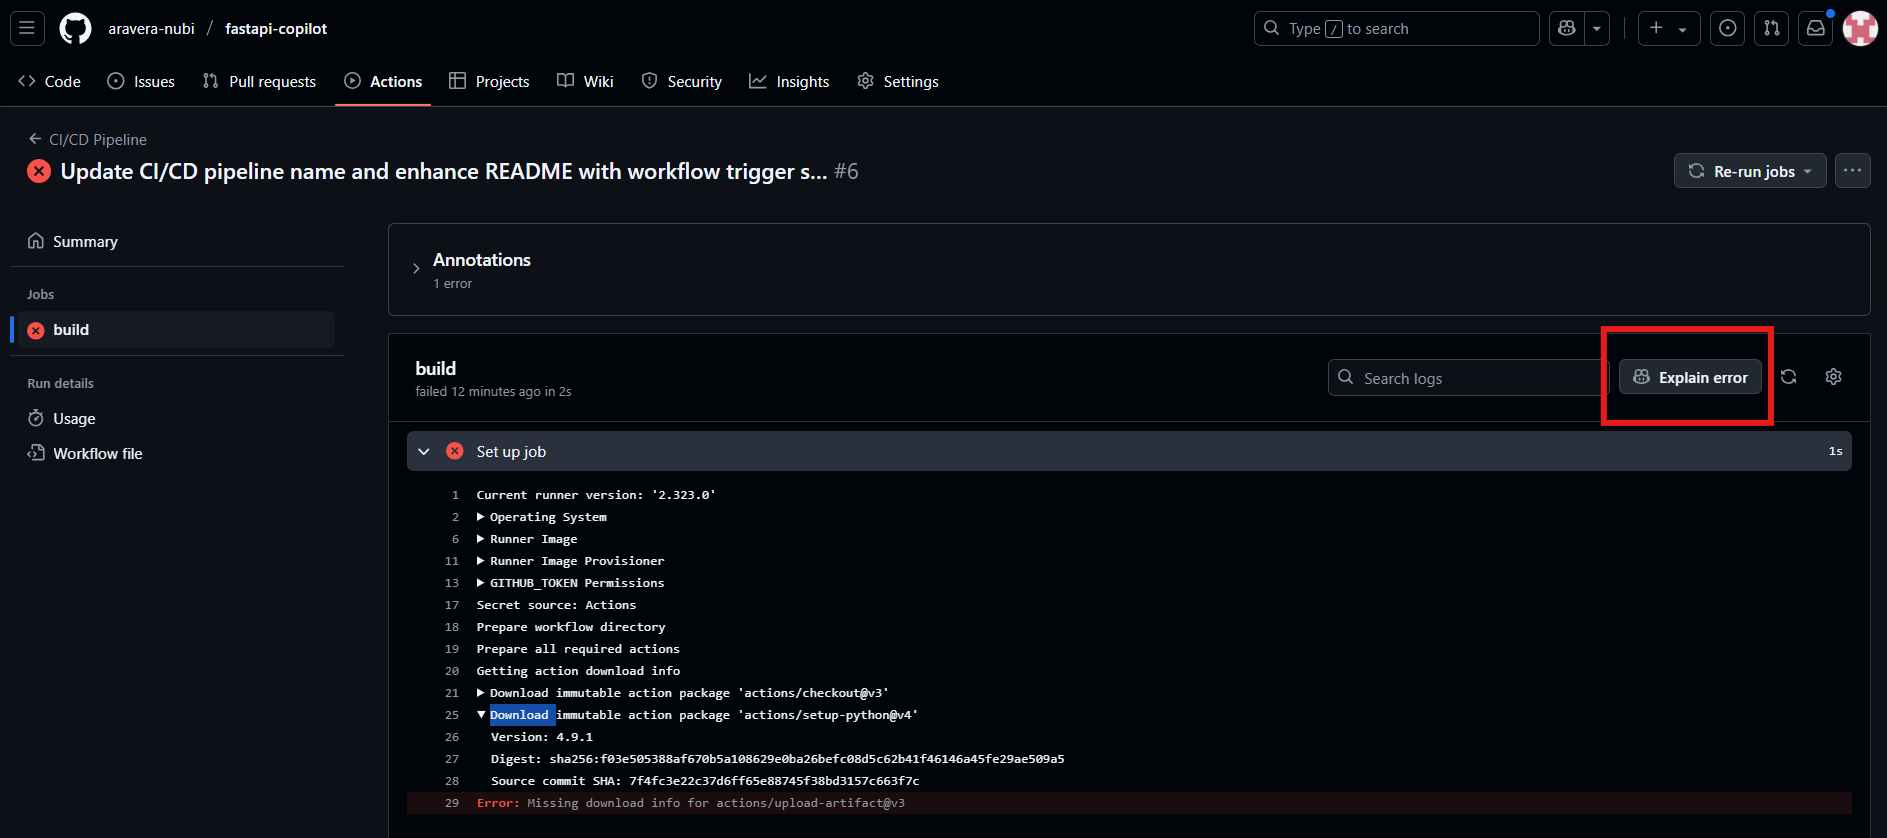 aravera-nubi / fastapi-copilot
Type / to search
Code Issues Pull requests Actions Projects Wiki Security Insights Settings
CI/CD Pipeline
Update CI/CD pipeline name and enhance README with workflow trigger s... #6
Re-run jobs
Summary
Jobs
build
Run details
Usage
Workflow file
Annotations
1 error
build
failed 12 minutes ago in 2s
Search logs
Explain error
Set up job 1s
1 Current runner version: '2.323.0'
2 Operating System
6 Runner Image
11 Runner Image Provisioner
13 GITHUB_TOKEN Permissions
17 Secret source: Actions
18 Prepare workflow directory
19 Prepare all required actions
20 Getting action download info
21 Download immutable action package 'actions/checkout@v3'
25 Download immutable action package 'actions/setup-python@v4'
26 Version: 4.9.1
27 Digest: sha256:f03e505388af670b5a108629e0ba26befc08d5c62b41f46146a45fe29ae509a5
28 Source commit SHA: 7f4fc3e22c37d6ff65e88745f38bd3157c663f7c
29 Error: Missing download info for actions/upload-artifact@v3